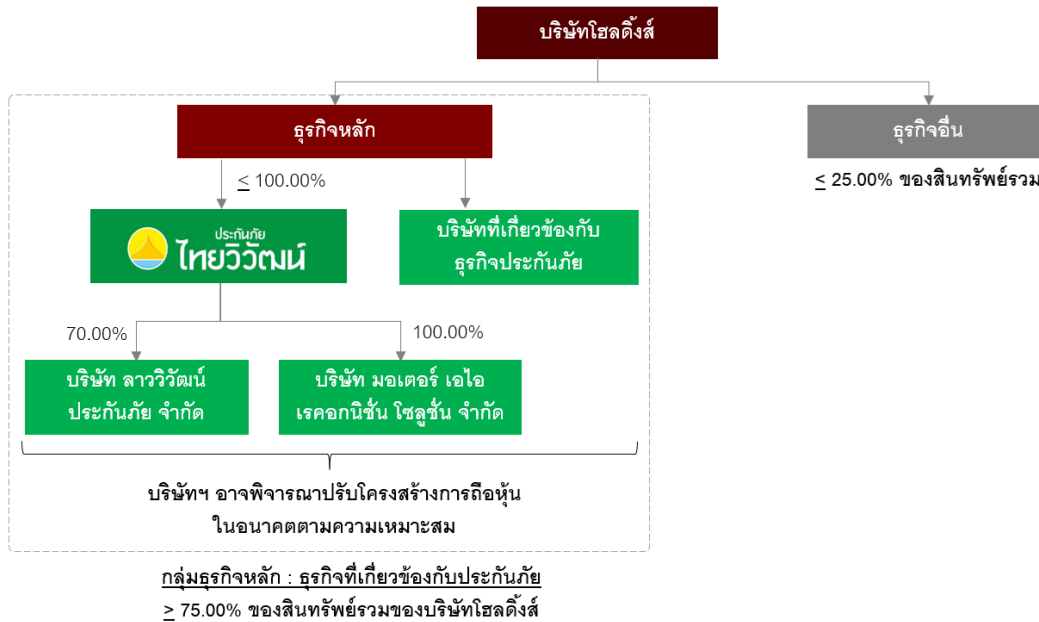 บริษัทโฮลดิ้งส์
ธุรกิจหลัก
ธุรกิจอื่น
≤ 100.00%
≤ 25.00% ของสินทรัพย์รวม
ประกันภัย
ไทยวิวัฒน์
บริษัทที่เกี่ยวข้องกับ
ธุรกิจประกันภัย
70.00%
100.00%
บริษัท ลาววิวัฒน์
ประกันภัย จำกัด
บริษัท มอเตอร์ เอไอ
เรคอกนิชั่น โซลูชั่น จำกัด
บริษัทฯ อาจพิจารณาปรับโครงสร้างการถือหุ้น
ในอนาคตตามความเหมาะสม
กลุ่มธุรกิจหลัก : ธุรกิจที่เกี่ยวข้องกับประกันภัย
≥ 75.00% ของสินทรัพย์รวมของบริษัทโฮลดิ้งส์